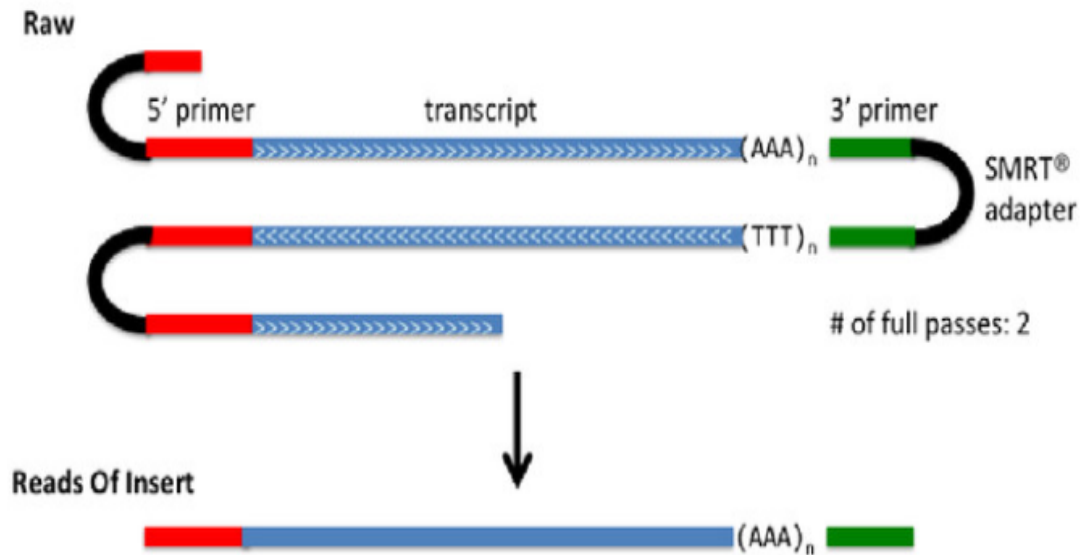 Raw
5' primer transcript 3' primer
(AAA)n
SMRT®
adapter
(TTT)n
# of full passes: 2
Reads Of Insert
(AAA)n